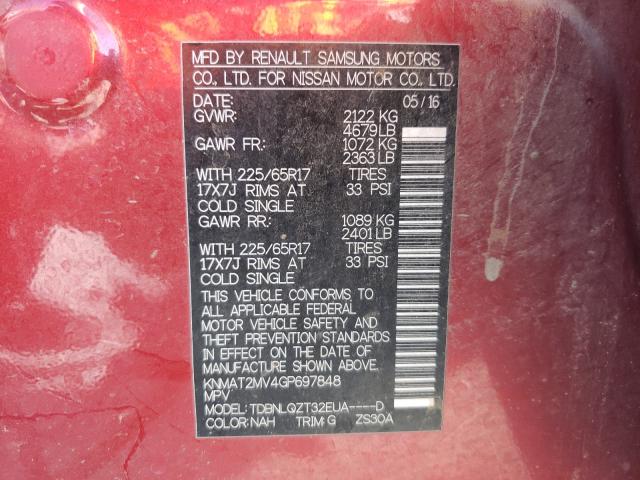 MFD BY RENAULT SAMSUNG MOTORS
CO., LTD. FOR NISSAN MOTOR CO., LTD.
DATE: 05/16
GVWR: 2122 KG
4679 LB
GAWR FR: 1072 KG
2363 LB
WITH 225/65R17 TIRES
17X7J RIMS AT 33 PSI
COLD SINGLE
GAWR RR: 1089 KG
2401 LB
WITH 225/65R17 TIRES
17X7J RIMS AT 33 PSI
COLD SINGLE
THIS VEHICLE CONFORMS TO
ALL APPLICABLE FEDERAL
MOTOR VEHICLE SAFETY AND
THEFT PREVENTION STANDARDS
IN EFFECT ON THE DATE OF
MANUFACTURE SHOWN ABOVE.
KNMAT2MV4GP697848
MPV
MODEL: TDBNLQZT32EUA----D
COLOR: NAH TRIM: G ZS30A